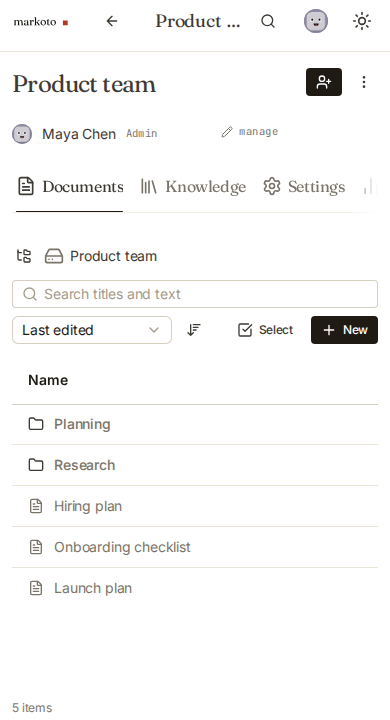 markoto
Product ...
Product team
Maya Chen Admin manage
Documents Knowledge Settings
Product team
Search titles and text
Last edited Select New
Name
Planning
Research
Hiring plan
Onboarding checklist
Launch plan
5 items